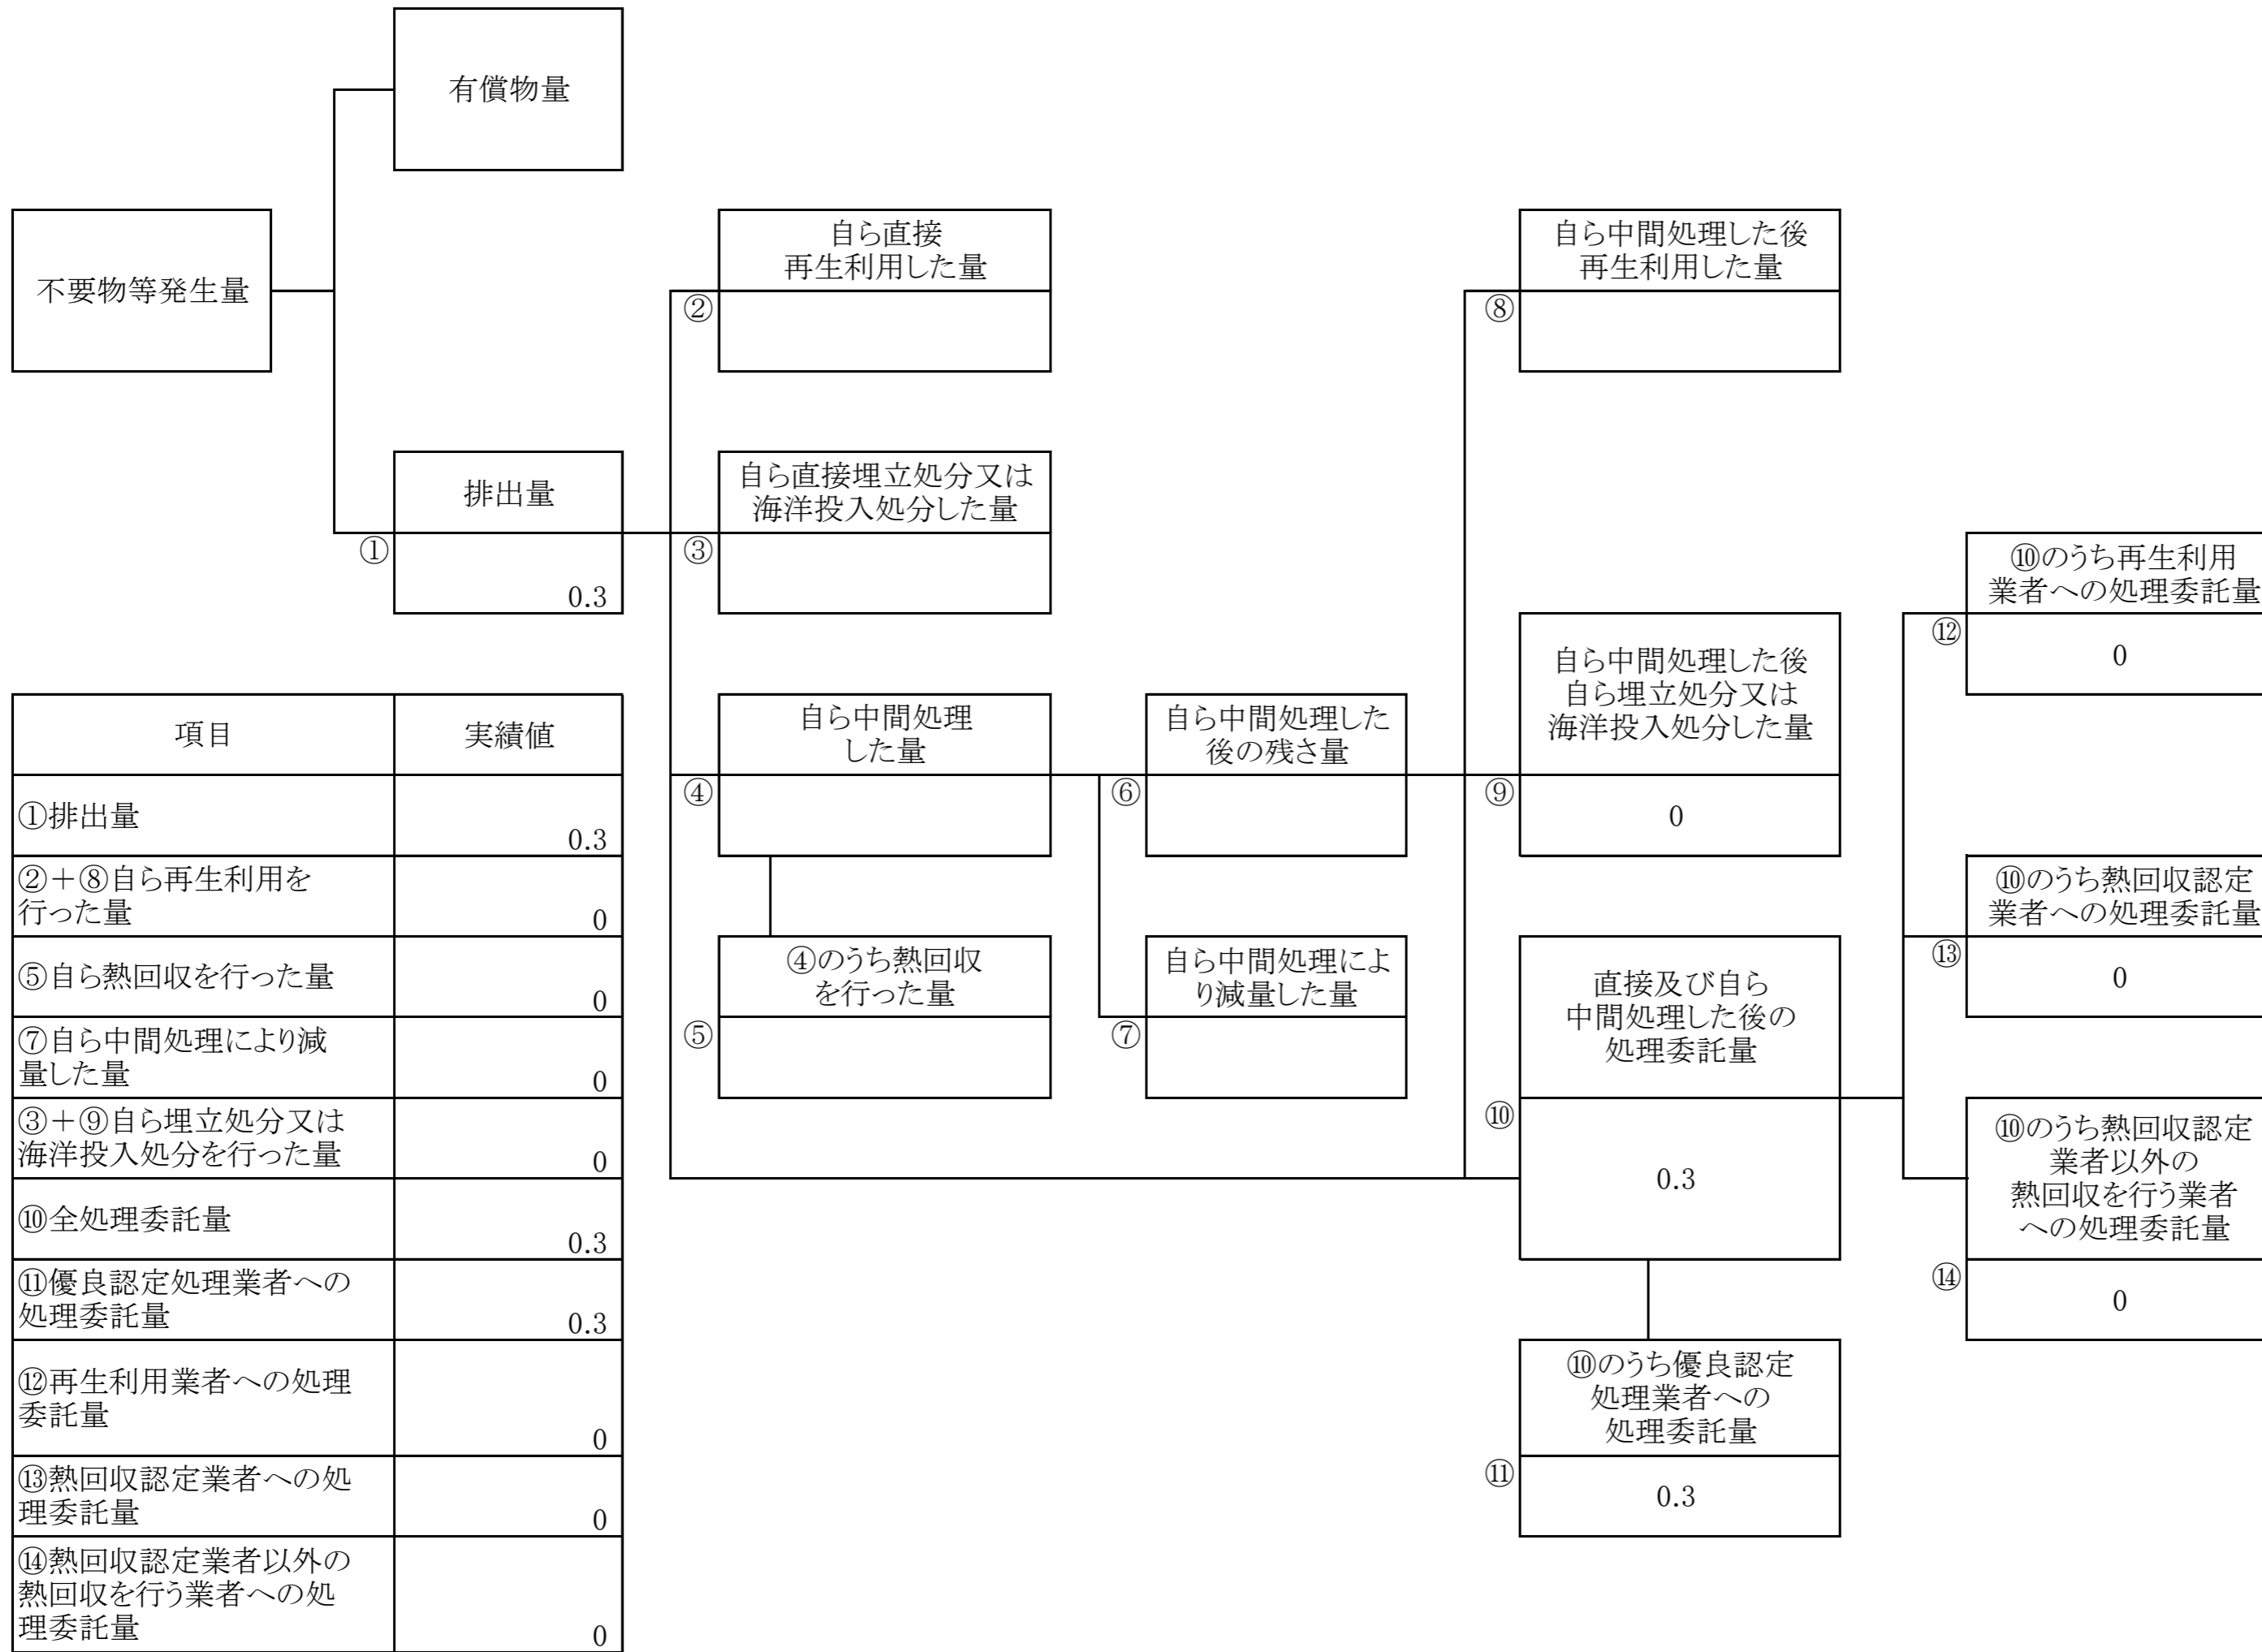 有償物量
不要物等発生量
自ら直接
再生利用した量
②
自ら中間処理した後
再生利用した量
⑧
排出量
①
0.3
自ら直接埋立処分又は
海洋投入処分した量
③
⑩のうち再生利用
業者への処理委託量
⑫
0
自ら中間処理した後
自ら埋立処分又は
海洋投入処分した量
⑨
0
自ら中間処理
した量
④
自ら中間処理した
後の残さ量
⑥
⑩のうち熱回収認定
業者への処理委託量
⑬
0
④のうち熱回収
を行った量
⑤
自ら中間処理によ
り減量した量
⑦
直接及び自ら
中間処理した後の
処理委託量
⑩
0.3
⑩のうち熱回収認定
業者以外の
熱回収を行う業者
への処理委託量
⑭
0
⑩のうち優良認定
処理業者への
処理委託量
⑪
0.3
項目
実績値
①排出量
0.3
②+⑧自ら再生利用を
行った量
0
⑤自ら熱回収を行った量
0
⑦自ら中間処理により減
量した量
0
③+⑨自ら埋立処分又は
海洋投入処分を行った量
0
⑩全処理委託量
0.3
⑪優良認定処理業者への
処理委託量
0.3
⑫再生利用業者への処理
委託量
0
⑬熱回収認定業者への処
理委託量
0
⑭熱回収認定業者以外の
熱回収を行う業者への処
理委託量
0